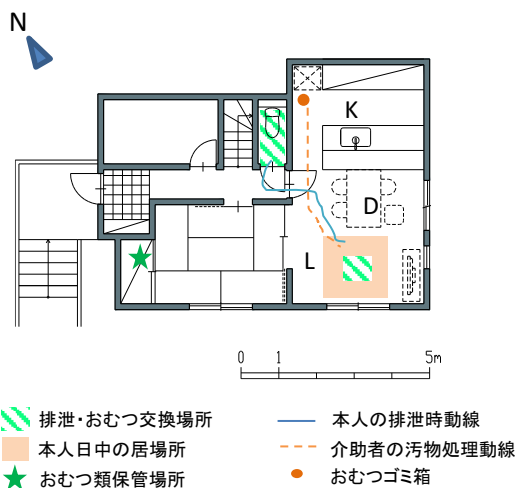 N
K
D
L
0 1 5m
排泄・おむつ交換場所
本人日中の居場所
おむつ類保管場所
本人の排泄時動線
介助者の汚物処理動線
おむつゴミ箱